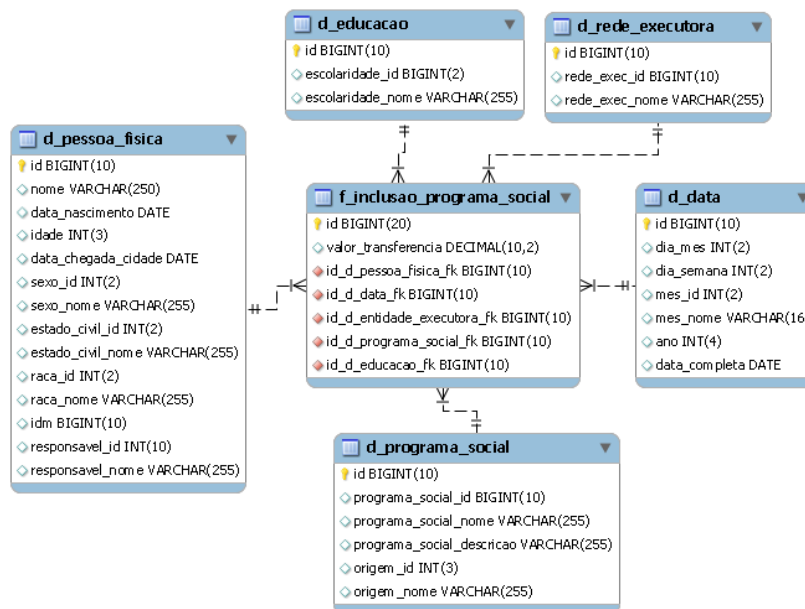 d_educacao
id BIGINT(10)
escolaridade_id BIGINT(2)
escolaridade_nome VARCHAR(255)
d_rede_executora
id BIGINT(10)
rede_exec_id BIGINT(10)
rede_exec_nome VARCHAR(255)
d_pessoa_fisica
id BIGINT(10)
nome VARCHAR(250)
data_nascimento DATE
idade INT(3)
data_chegada_cidade DATE
sexo_id INT(2)
sexo_nome VARCHAR(255)
estado_civil_id INT(2)
estado_civil_nome VARCHAR(255)
raca_id INT(2)
raca_nome VARCHAR(255)
idm BIGINT(10)
responsavel_id INT(10)
responsavel_nome VARCHAR(255)
f_inclusao_programa_social
id BIGINT(20)
valor_transferencia DECIMAL(10,2)
id_d_pessoa_fisica_fk BIGINT(10)
id_d_data_fk BIGINT(10)
id_d_entidade_executora_fk BIGINT(10)
id_d_programa_social_fk BIGINT(10)
id_d_educacao_fk BIGINT(10)
d_data
id BIGINT(10)
dia_mes INT(2)
dia_semana INT(2)
mes_id INT(2)
mes_nome VARCHAR(16
ano INT(4)
data_completa DATE
d_programa_social
id BIGINT(10)
programa_social_id BIGINT(10)
programa_social_nome VARCHAR(255)
programa_social_descricao VARCHAR(255)
origem_id INT(3)
origem_nome VARCHAR(255)